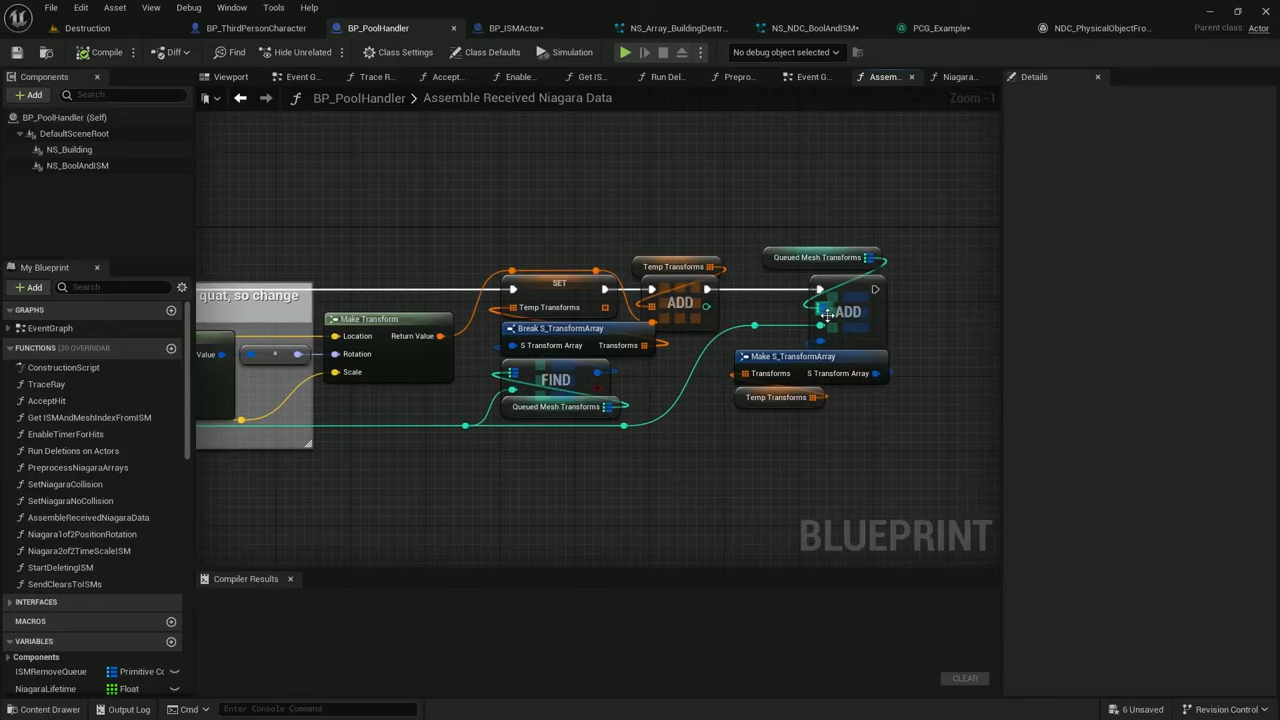 File Edit Asset View Debug Window Tools Help
Destruction BP_ThirdPersonCharacter BP_PoolHandler BP_ISMActor* NS_Array_BuildingDestr... NS_NDC_BoolAndISM* PCG_Example* NDC_PhysicalObjectFro... Parent class: Actor
Compile Diff Find Hide Unrelated Class Settings Class Defaults Simulation No debug object selected
Components Viewport Event G... Trace R... Accept... Enable... Get IS... Run Del... Prepro... Event G... Assem... Niagara... Details
Add Search BP_PoolHandler Assemble Received Niagara Data Zoom -1
BP_PoolHandler (Self)
DefaultSceneRoot
NS_Building
NS_BoolAndISM
Queued Mesh Transforms
My Blueprint Temp Transforms
Add Search SET
quat, so change
ADD
Temp Transforms
ADD
GRAPHS
EventGraph
Make Transform
Break S_TransformArray
Value Location Return Value
FUNCTIONS (20 OVERRIDAB
S Transform Array Transforms
Rotation
Make S_TransformArray
ConstructionScript
Scale
Transforms S Transform Array
TraceRay
FIND
AcceptHit
Temp Transforms
Queued Mesh Transforms
Get ISMAndMeshIndexFromISM
EnableTimerForHits
Run Deletions on Actors
PreprocessNiagaraArrays
SetNiagaraCollision
SetNiagaraNoCollision
AssembleReceivedNiagaraData
Niagara1of2PositionRotation
BLUEPRINT
Niagara2of2TimeScaleISM
StartDeletingISM
SendClearsToISMs
Compiler Results
INTERFACES
MACROS
VARIABLES
Components
ISMRemoveQueue Primitive Cc
NiagaraLifetime Float
CLEAR
Content Drawer Output Log Cmd Enter Console Command 6 Unsaved Revision Control